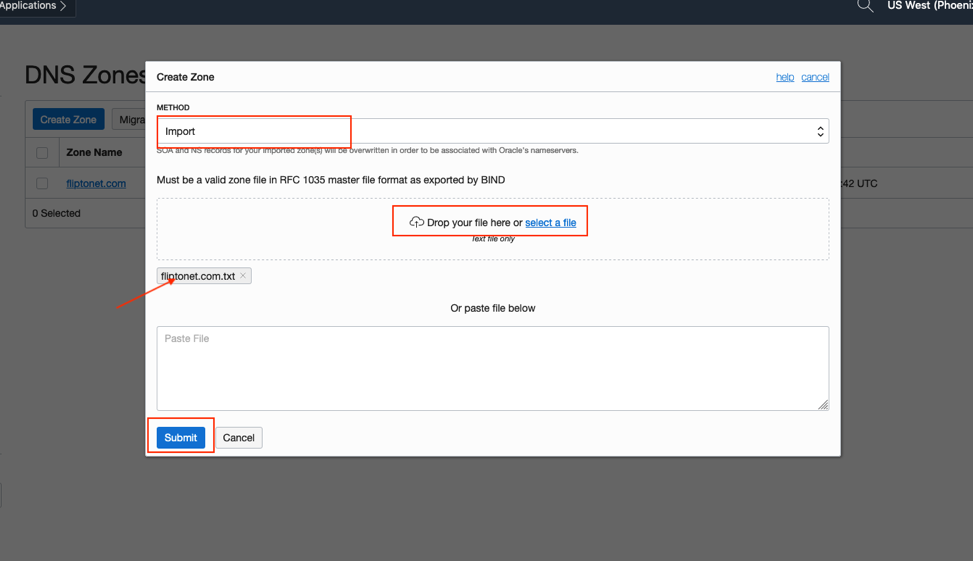 Applications
US West (Phoenix
DNS Zones
Create Zone
help cancel
METHOD
Import
SOA and NS records for your imported zone(s) will be overwritten in order to be associated with Oracle's nameservers.
Must be a valid zone file in RFC 1035 master file format as exported by BIND
Drop your file here or select a file
Text file only
fliptonet.com.txt
Or paste file below
Paste File
Submit Cancel
Create Zone Migra
Zone Name
fliptonet.com
:42 UTC
0 Selected